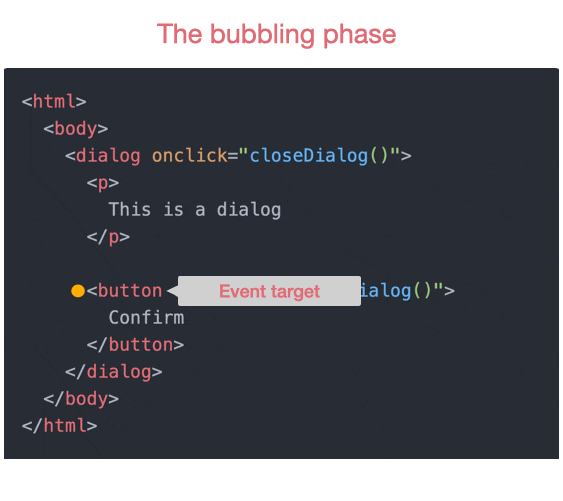 The bubbling phase
<html>
<body>
<dialog onclick="closeDialog()">
<p>
This is a dialog
</p>
<button Event target ialog()">
Confirm
</button>
</dialog>
</body>
</html>